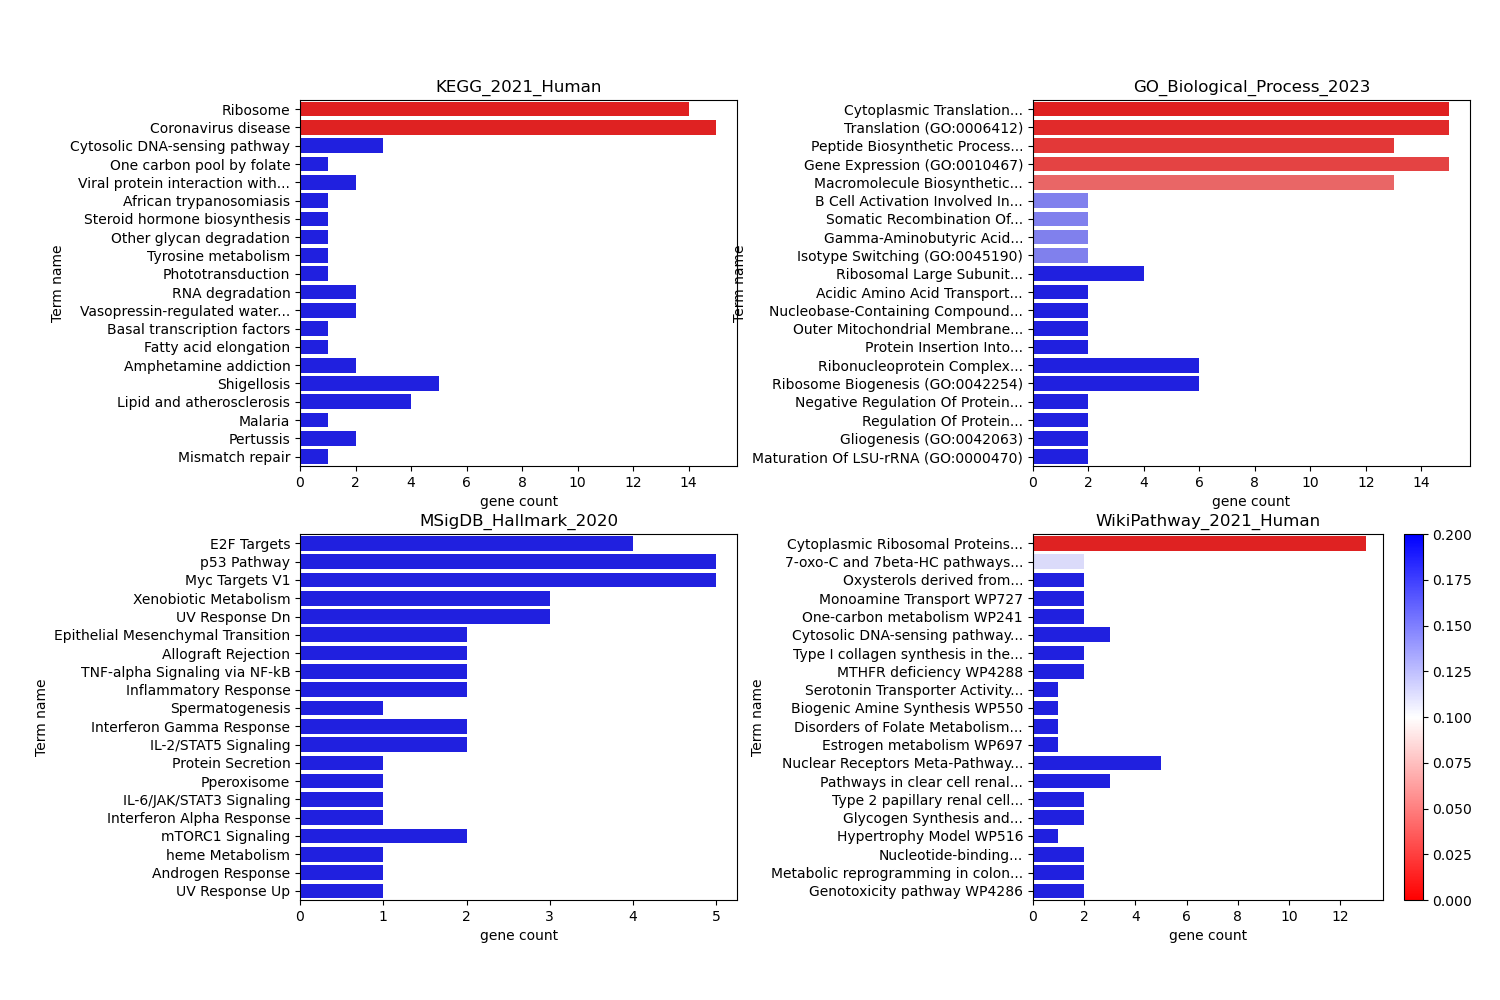 KEGG_2021_Human
Term name
Ribosome
Coronavirus disease
Cytosolic DNA-sensing pathway
One carbon pool by folate
Viral protein interaction with...
African trypanosomiasis
Steroid hormone biosynthesis
Other glycan degradation
Tyrosine metabolism
Phototransduction
RNA degradation
Vasopressin-regulated water...
Basal transcription factors
Fatty acid elongation
Amphetamine addiction
Shigellosis
Lipid and atherosclerosis
Malaria
Pertussis
Mismatch repair
0 2 4 6 8 10 12 14
gene count
GO_Biological_Process_2023
Term name
Cytoplasmic Translation...
Translation (GO:0006412)
Peptide Biosynthetic Process...
Gene Expression (GO:0010467)
Macromolecule Biosynthetic...
B Cell Activation Involved In...
Somatic Recombination Of...
Gamma-Aminobutyric Acid...
Isotype Switching (GO:0045190)
Ribosomal Large Subunit...
Acidic Amino Acid Transport...
Nucleobase-Containing Compound...
Outer Mitochondrial Membrane...
Protein Insertion Into...
Ribonucleoprotein Complex...
Ribosome Biogenesis (GO:0042254)
Negative Regulation Of Protein...
Regulation Of Protein...
Gliogenesis (GO:0042063)
Maturation Of LSU-rRNA (GO:0000470)
0 2 4 6 8 10 12 14
gene count
MSigDB_Hallmark_2020
Term name
E2F Targets
p53 Pathway
Myc Targets V1
Xenobiotic Metabolism
UV Response Dn
Epithelial Mesenchymal Transition
Allograft Rejection
TNF-alpha Signaling via NF-kB
Inflammatory Response
Spermatogenesis
Interferon Gamma Response
IL-2/STAT5 Signaling
Protein Secretion
Pperoxisome
IL-6/JAK/STAT3 Signaling
Interferon Alpha Response
mTORC1 Signaling
heme Metabolism
Androgen Response
UV Response Up
0 1 2 3 4 5
gene count
WikiPathway_2021_Human
Term name
Cytoplasmic Ribosomal Proteins...
7-oxo-C and 7beta-HC pathways...
Oxysterols derived from...
Monoamine Transport WP727
One-carbon metabolism WP241
Cytosolic DNA-sensing pathway...
Type I collagen synthesis in the...
MTHFR deficiency WP4288
Serotonin Transporter Activity...
Biogenic Amine Synthesis WP550
Disorders of Folate Metabolism...
Estrogen metabolism WP697
Nuclear Receptors Meta-Pathway...
Pathways in clear cell renal...
Type 2 papillary renal cell...
Glycogen Synthesis and...
Hypertrophy Model WP516
Nucleotide-binding...
Metabolic reprogramming in colon...
Genotoxicity pathway WP4286
0 2 4 6 8 10 12
gene count
0.200
0.175
0.150
0.125
0.100
0.075
0.050
0.025
0.000